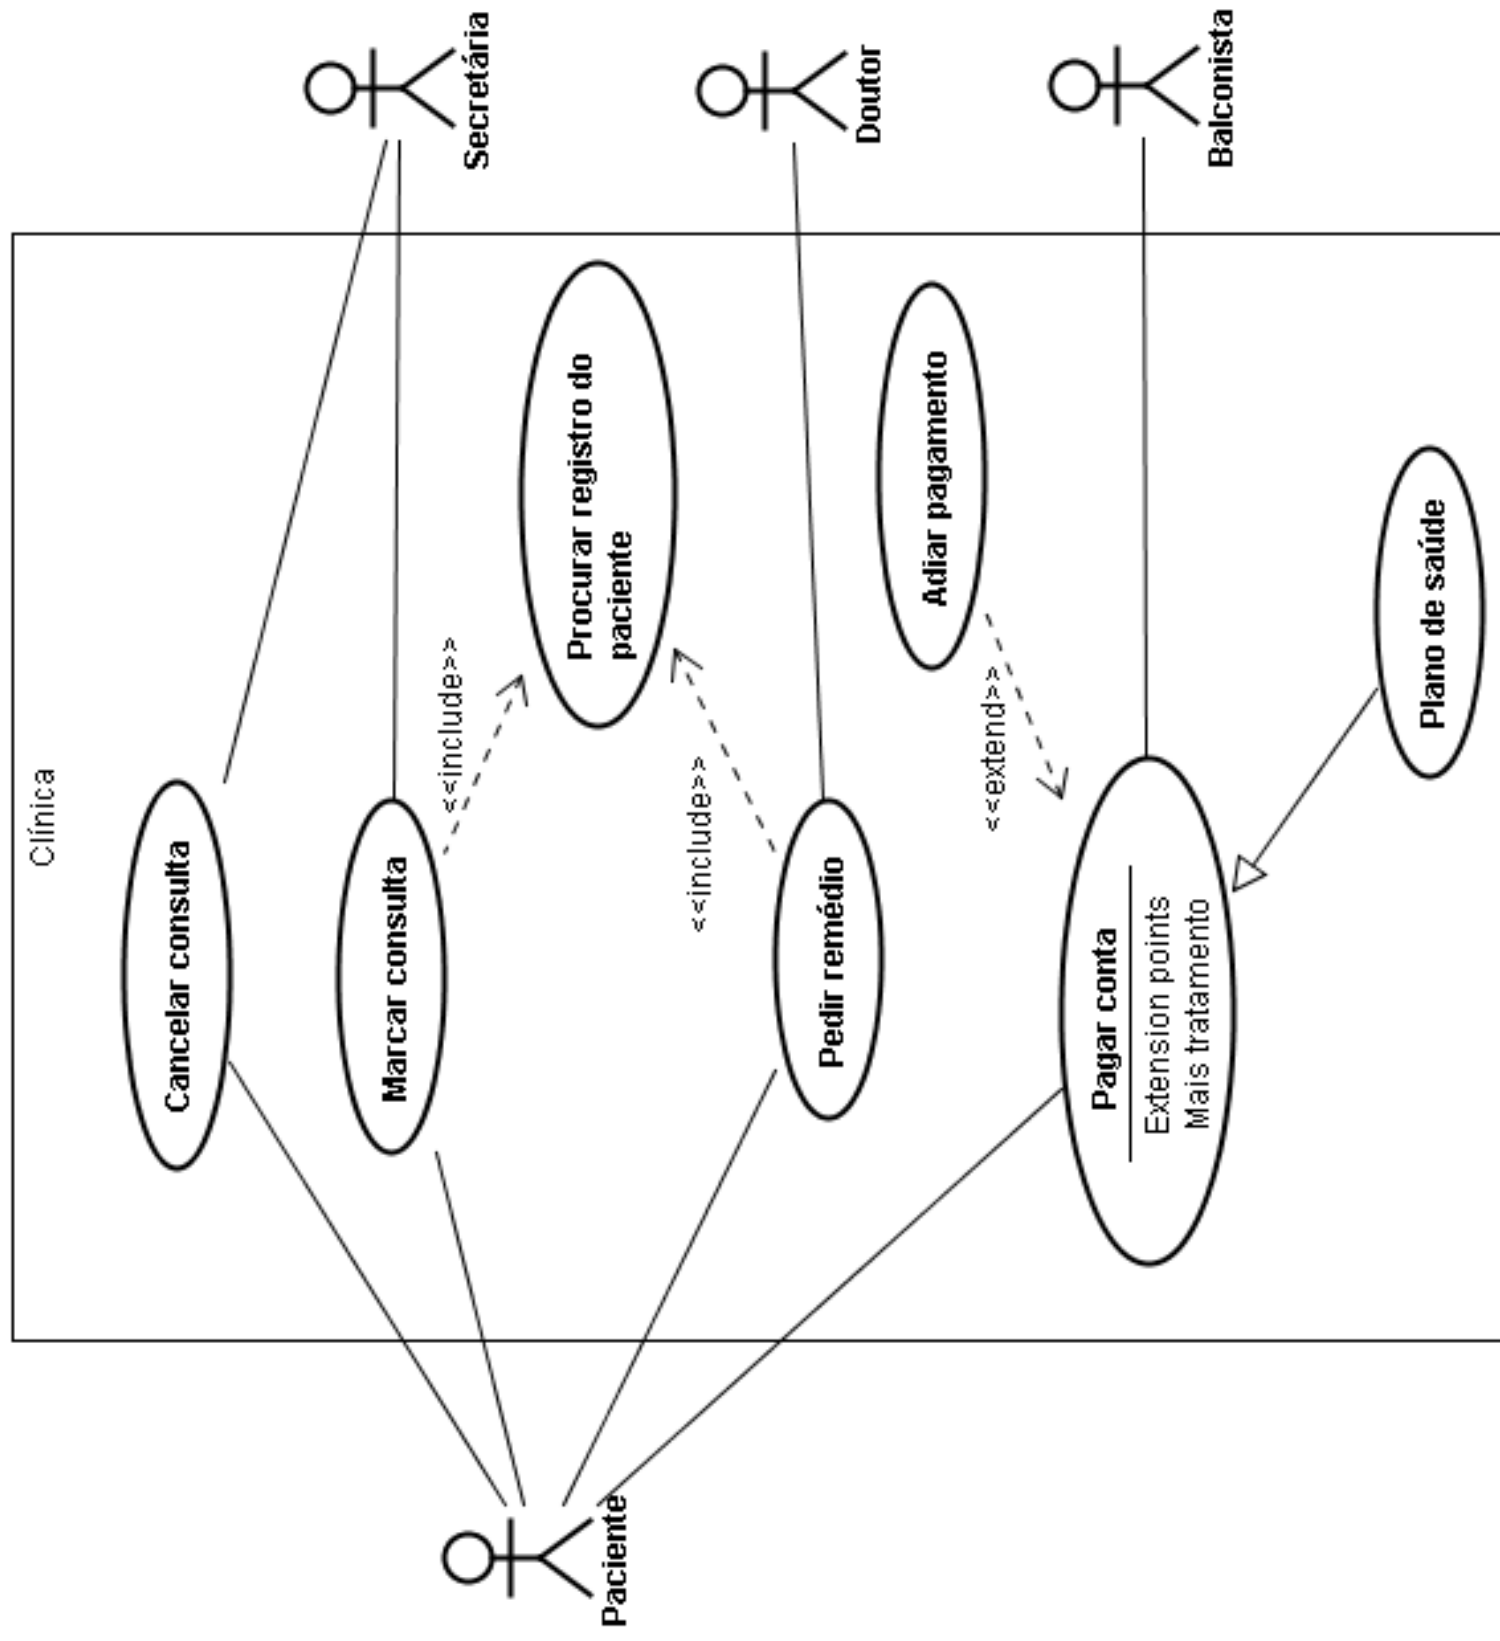 Clínica
Secretária
Cancelar consulta
Marcar consulta
<<include>>
Procurar registro do
paciente
Paciente
<<include>>
Doutor
Pedir remédio
Adiar pagamento
<<extend>>
Pagar conta
Extension points
Mais tratamento
Balconista
Plano de saúde